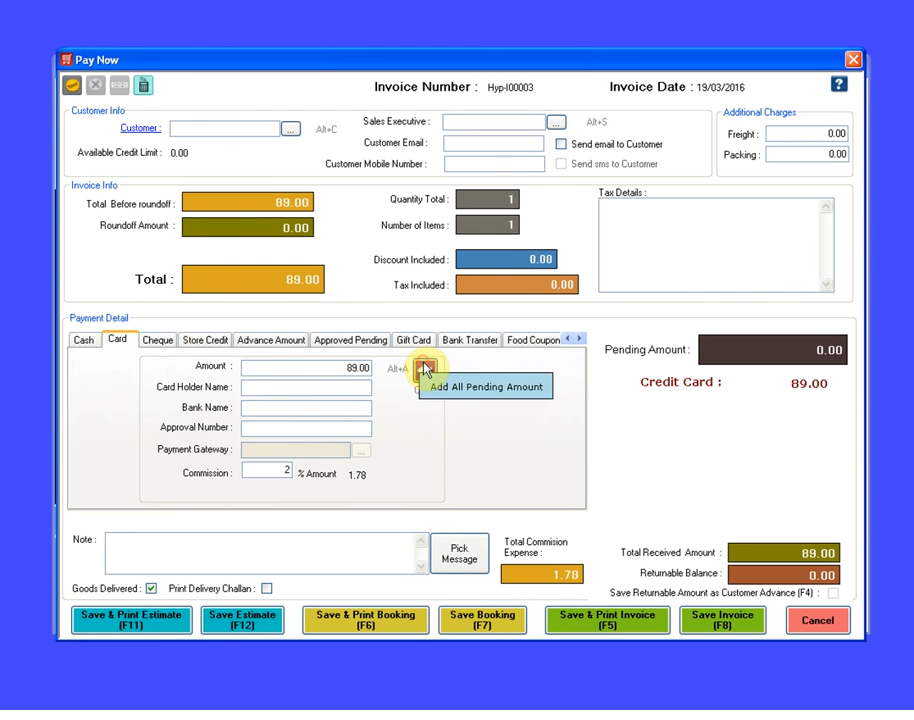 Pay Now
Invoice Number : Hyp-I00003 Invoice Date : 19/03/2016
Customer Info
Customer : ... Alt+C
Available Credit Limit : 0.00
Sales Executive : ... Alt+S
Customer Email : Send email to Customer
Customer Mobile Number : Send sms to Customer
Additional Charges
Freight : 0.00
Packing : 0.00
Invoice Info
Total Before roundoff : 89.00
Roundoff Amount : 0.00
Total : 89.00
Quantity Total : 1
Number of Items : 1
Discount Included : 0.00
Tax Included : 0.00
Tax Details :
Payment Detail
Cash Card Cheque Store Credit Advance Amount Approved Pending Gift Card Bank Transfer Food Coupon
Amount : 89.00 Alt+A
Add All Pending Amount
Card Holder Name :
Bank Name :
Approval Number :
Payment Gateway : ...
Commission : 2 % Amount 1.78
Pending Amount : 0.00
Credit Card : 89.00
Note :
Pick Message
Total Commision Expense : 1.78
Total Received Amount : 89.00
Returnable Balance : 0.00
Save Returnable Amount as Customer Advance (F4)
Goods Delivered : Print Delivery Challan :
Save & Print Estimate (F11)
Save Estimate (F12)
Save & Print Booking (F6)
Save Booking (F7)
Save & Print Invoice (F5)
Save Invoice (F8)
Cancel